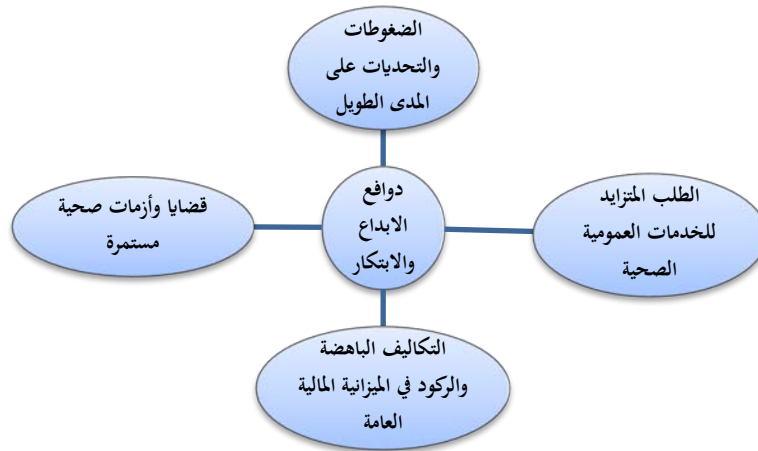 الضغوطات
والتحديات على
المدى الطويل
دوافع
الابداع
والابتكار
الطلب المتزايد
للخدمات العمومية
الصحية
قضايا وأزمات صحية
مستمرة
التكاليف الباهضة
والركود في الميزانية المالية
العامة